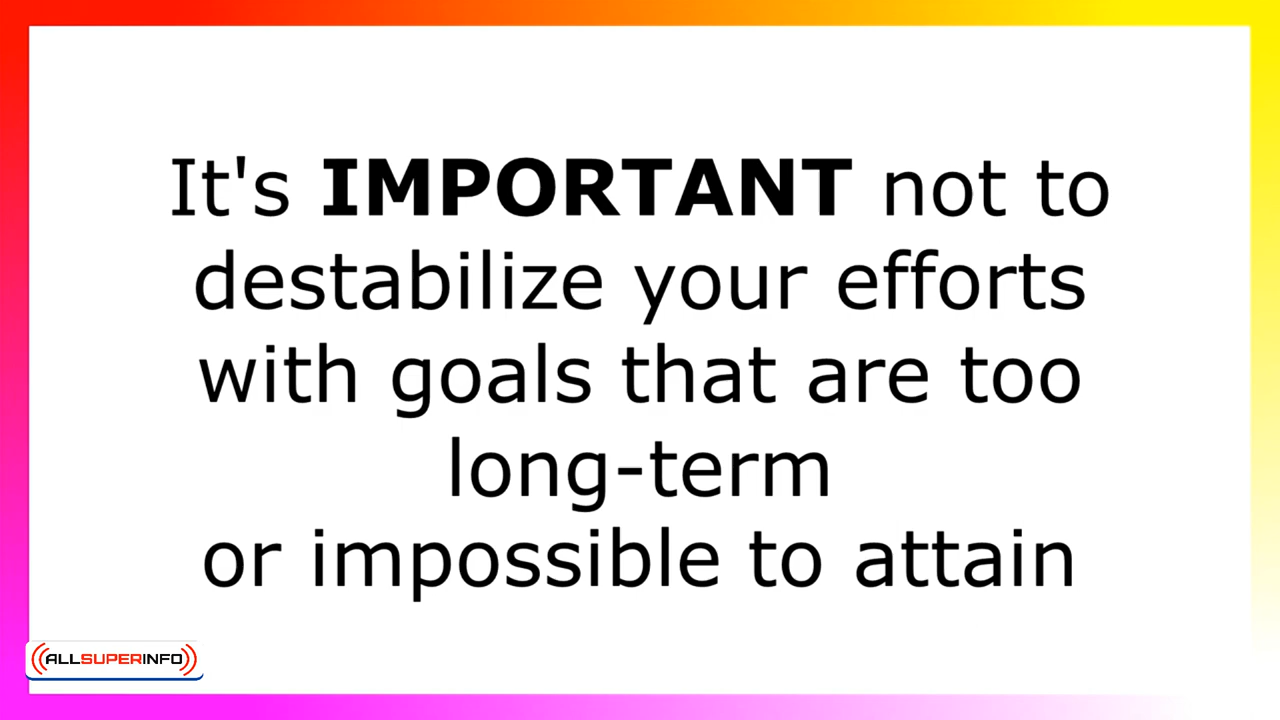 It's IMPORTANT not to
destabilize your efforts
with goals that are too
long-term
or impossible to attain
ALLSUPERINFO